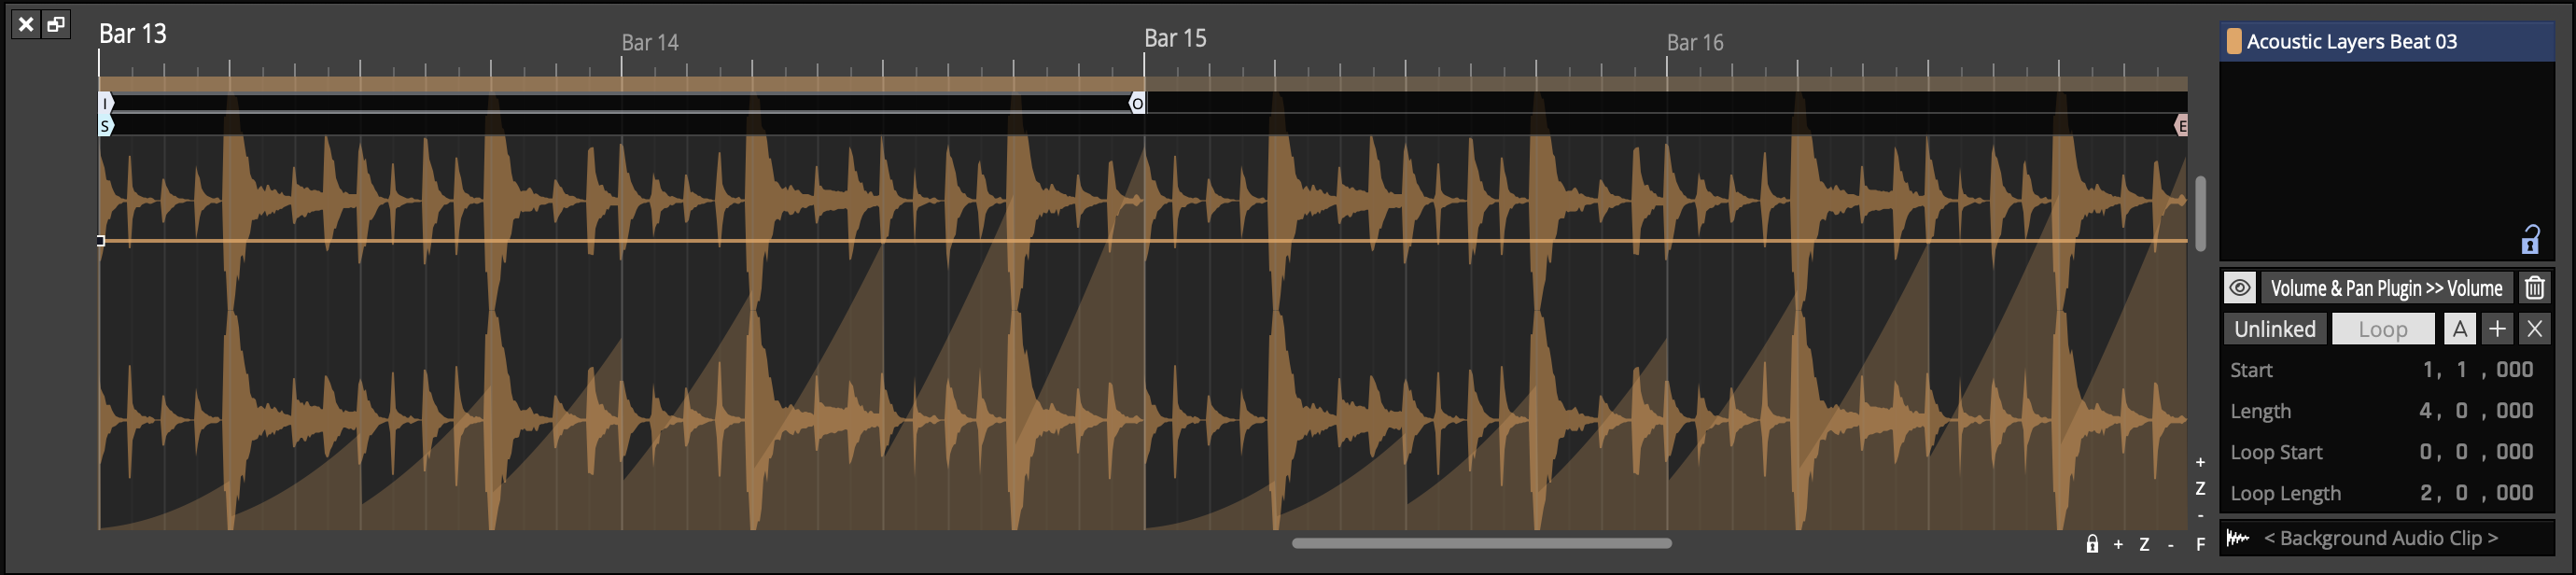 Bar 13
Bar 14
Bar 15
Bar 16
I
O
S
E
Acoustic Layers Beat 03
Volume & Pan Plugin >> Volume
Unlinked Loop A + X
Start 1, 1, 000
Length 4, 0, 000
Loop Start 0, 0, 000
Loop Length 2, 0, 000
< Background Audio Clip >
+
Z
-
+ Z - F